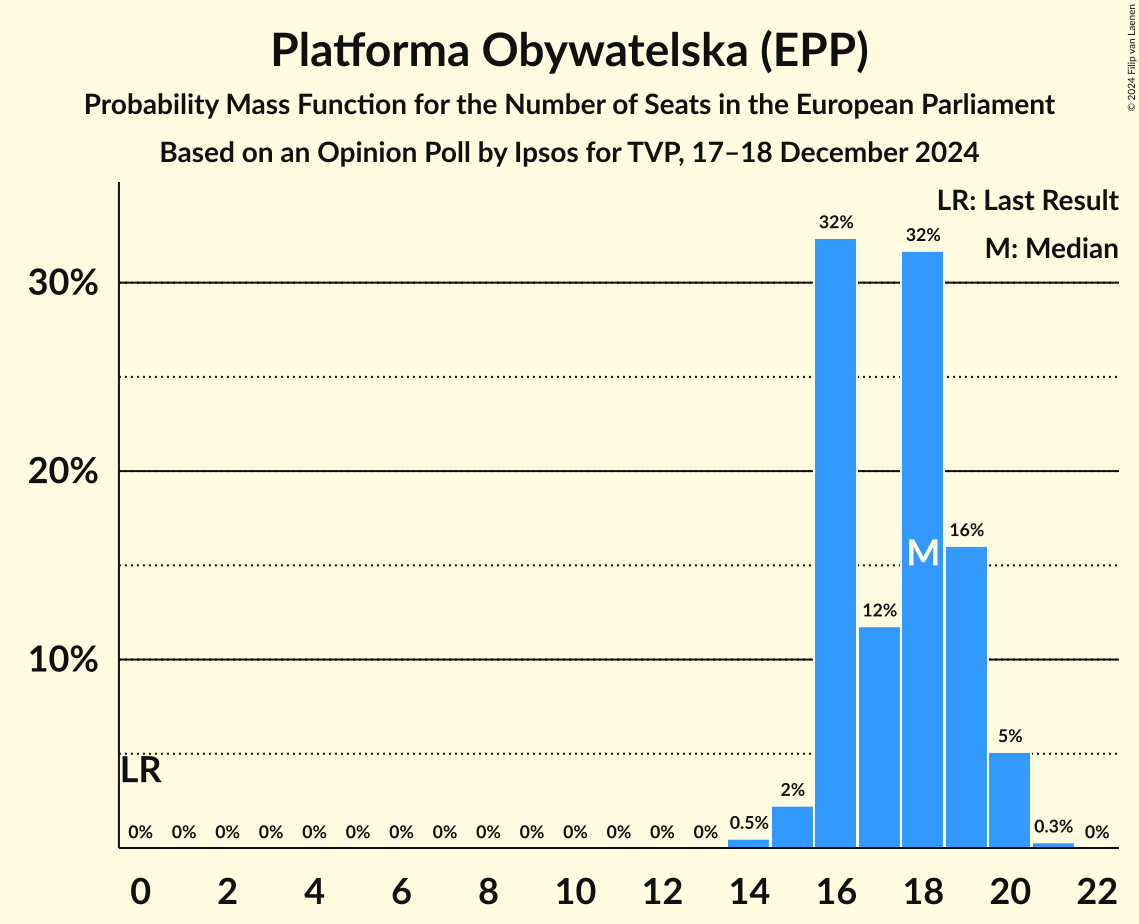 Platforma Obywatelska (EPP)
Probability Mass Function for the Number of Seats in the European Parliament
Based on an Opinion Poll by Ipsos for TVP, 17–18 December 2024
© 2024 Filip van Laenen
LR: Last Result
M: Median
30%
20%
10%
32%
32%
16%
12%
5%
2%
0.5%
0.3%
M
LR
0% 0% 0% 0% 0% 0% 0% 0% 0% 0% 0% 0% 0% 0% 0%
0 2 4 6 8 10 12 14 16 18 20 22